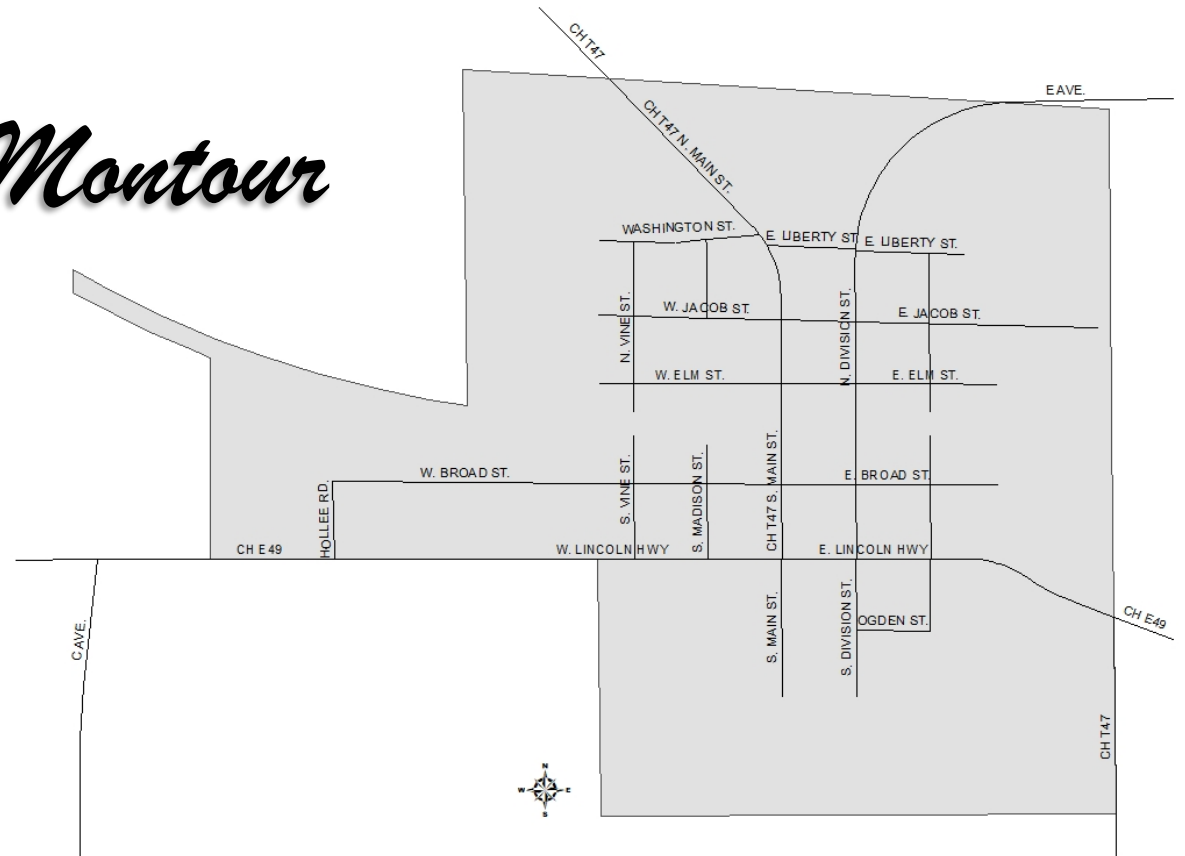 Montour
CH T47
E AVE.
CH T47 N. MAIN ST.
WASHINGTON ST.
E. LIBERTY ST
E. LIBERTY ST.
N. VINE ST.
W. JACOB ST.
N. DIVISION ST.
E. JACOB ST.
W. ELM ST.
E. ELM ST.
W. BROAD ST.
S. VINE ST.
S. MADISON ST.
CH T47 S. MAIN ST.
E. BROAD ST.
HOLLEE RD.
CH E49
W. LINCOLN HWY
E. LINCOLN HWY
C AVE.
S. MAIN ST.
S. DIVISION ST.
OGDEN ST.
CH E49
CH T47
N
W E
S